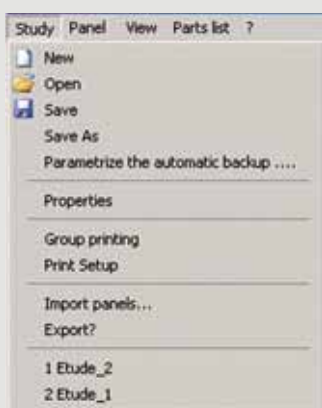 Study Panel View Parts list ?
New
Open
Save
Save As
Parametrize the automatic backup ....
Properties
Group printing
Print Setup
Import panels...
Export?
1 Etude_2
2 Etude_1